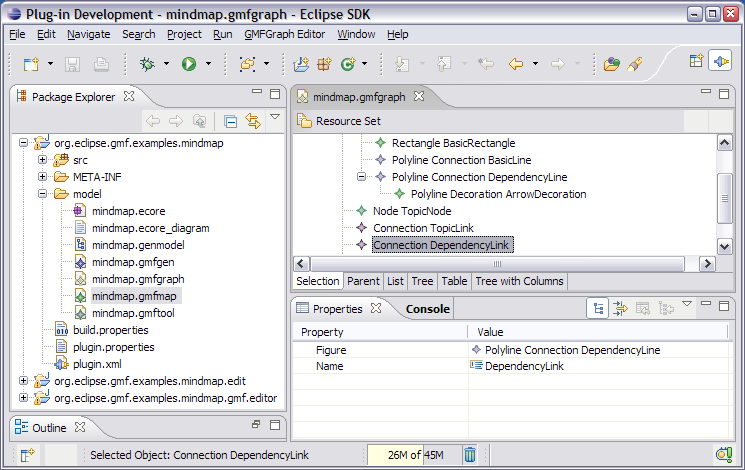 Plug-in Development - mindmap.gmfgraph - Eclipse SDK
File Edit Navigate Search Project Run GMFGraph Editor Window Help
Package Explorer
org.eclipse.gmf.examples.mindmap
src
META-INF
model
mindmap.ecore
mindmap.ecore_diagram
mindmap.genmodel
mindmap.gmfgen
mindmap.gmfgraph
mindmap.gmfmap
mindmap.gmftool
build.properties
plugin.properties
plugin.xml
org.eclipse.gmf.examples.mindmap.edit
org.eclipse.gmf.examples.mindmap.gmf.editor
Outline
mindmap.gmfgraph
Resource Set
Rectangle BasicRectangle
Polyline Connection BasicLine
Polyline Connection DependencyLine
Polyline Decoration ArrowDecoration
Node TopicNode
Connection TopicLink
Connection DependencyLink
Selection Parent List Tree Table Tree with Columns
Properties Console
Property Value
Figure Polyline Connection DependencyLine
Name DependencyLink
Selected Object: Connection DependencyLink 26M of 45M